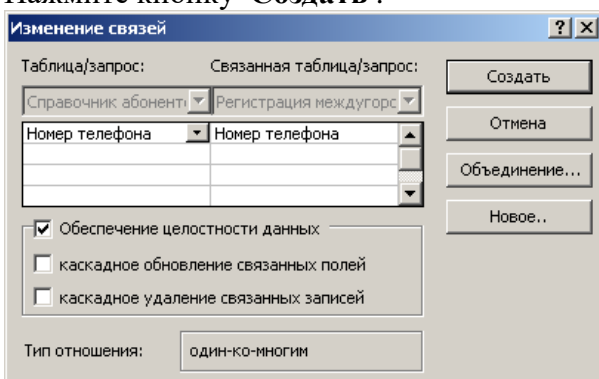 Нажмите кнопку "Создать".
Изменение связей
Таблица/запрос: Связанная таблица/запрос:
Создать
Справочник абонент Регистрация междугорс
Номер телефона Номер телефона
Отмена
Объединение...
Новое..
Обеспечение целостности данных
каскадное обновление связанных полей
каскадное удаление связанных записей
Тип отношения: один-ко-многим